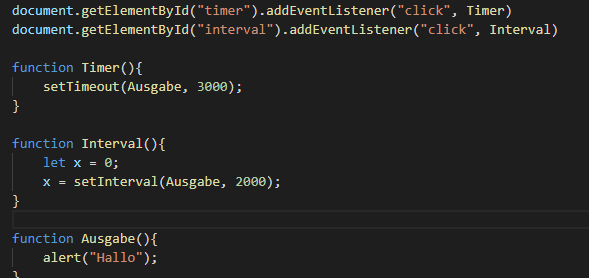 document.getElementById("timer").addEventListener("click", Timer)
document.getElementById("interval").addEventListener("click", Interval)
function Timer(){
setTimeout(Ausgabe, 3000);
}
function Interval(){
let x = 0;
x = setInterval(Ausgabe, 2000);
}
function Ausgabe(){
alert("Hallo");
}